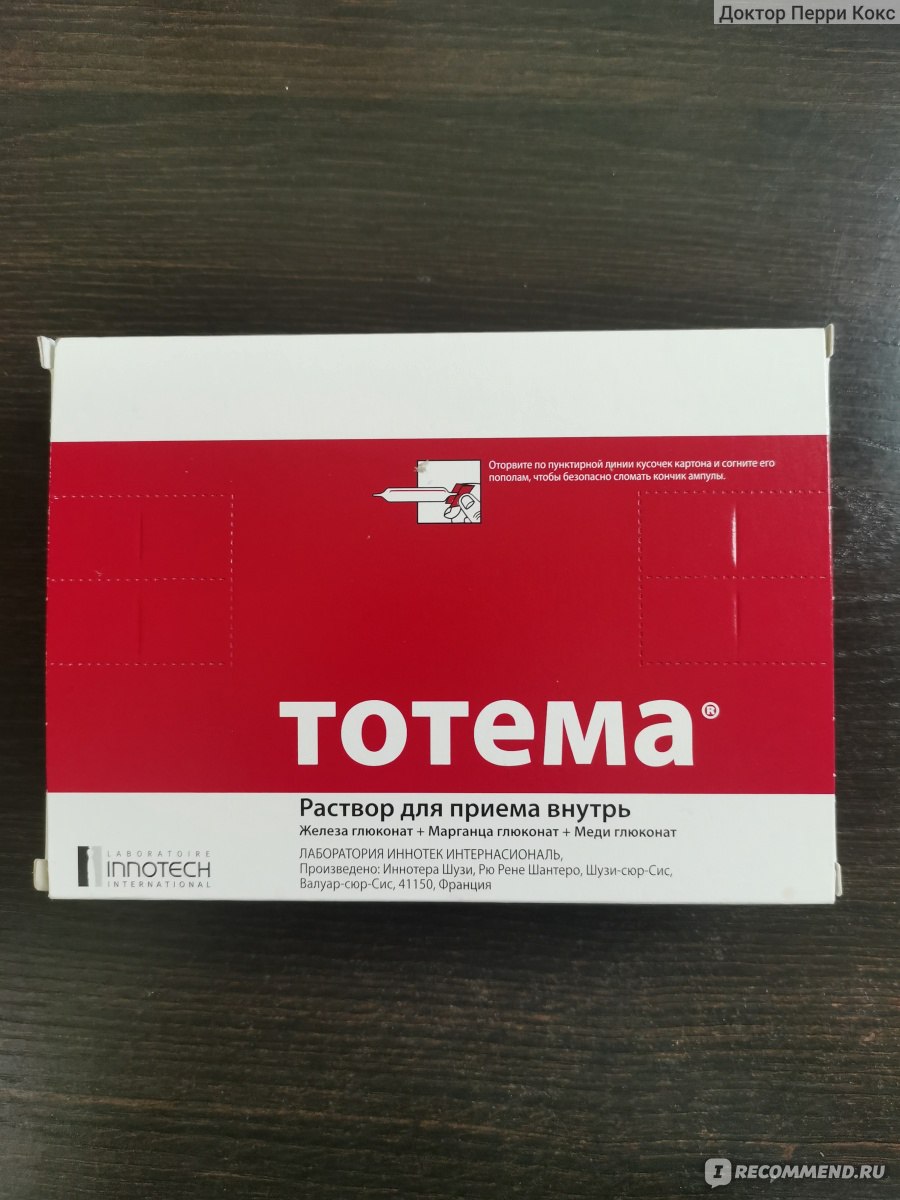 Доктор Перри Кокс
Оторвите по пунктирной линии кусочек картона и согните его
пополам, чтобы безопасно сломать кончик ампулы.
тотема®
Раствор для приема внутрь
Железа глюконат + Марганца глюконат + Меди глюконат
ЛАБОРАТОРИЯ ИННОТЕК ИНТЕРНАСИОНАЛЬ,
Произведено: Иннотера Шузи, Рю Рене Шантеро, Шузи-сюр-Сис,
Валуар-сюр-Сис, 41150, Франция
LABORATOIRE
INNOTECH
INTERNATIONAL
IRECOMMEND.RU